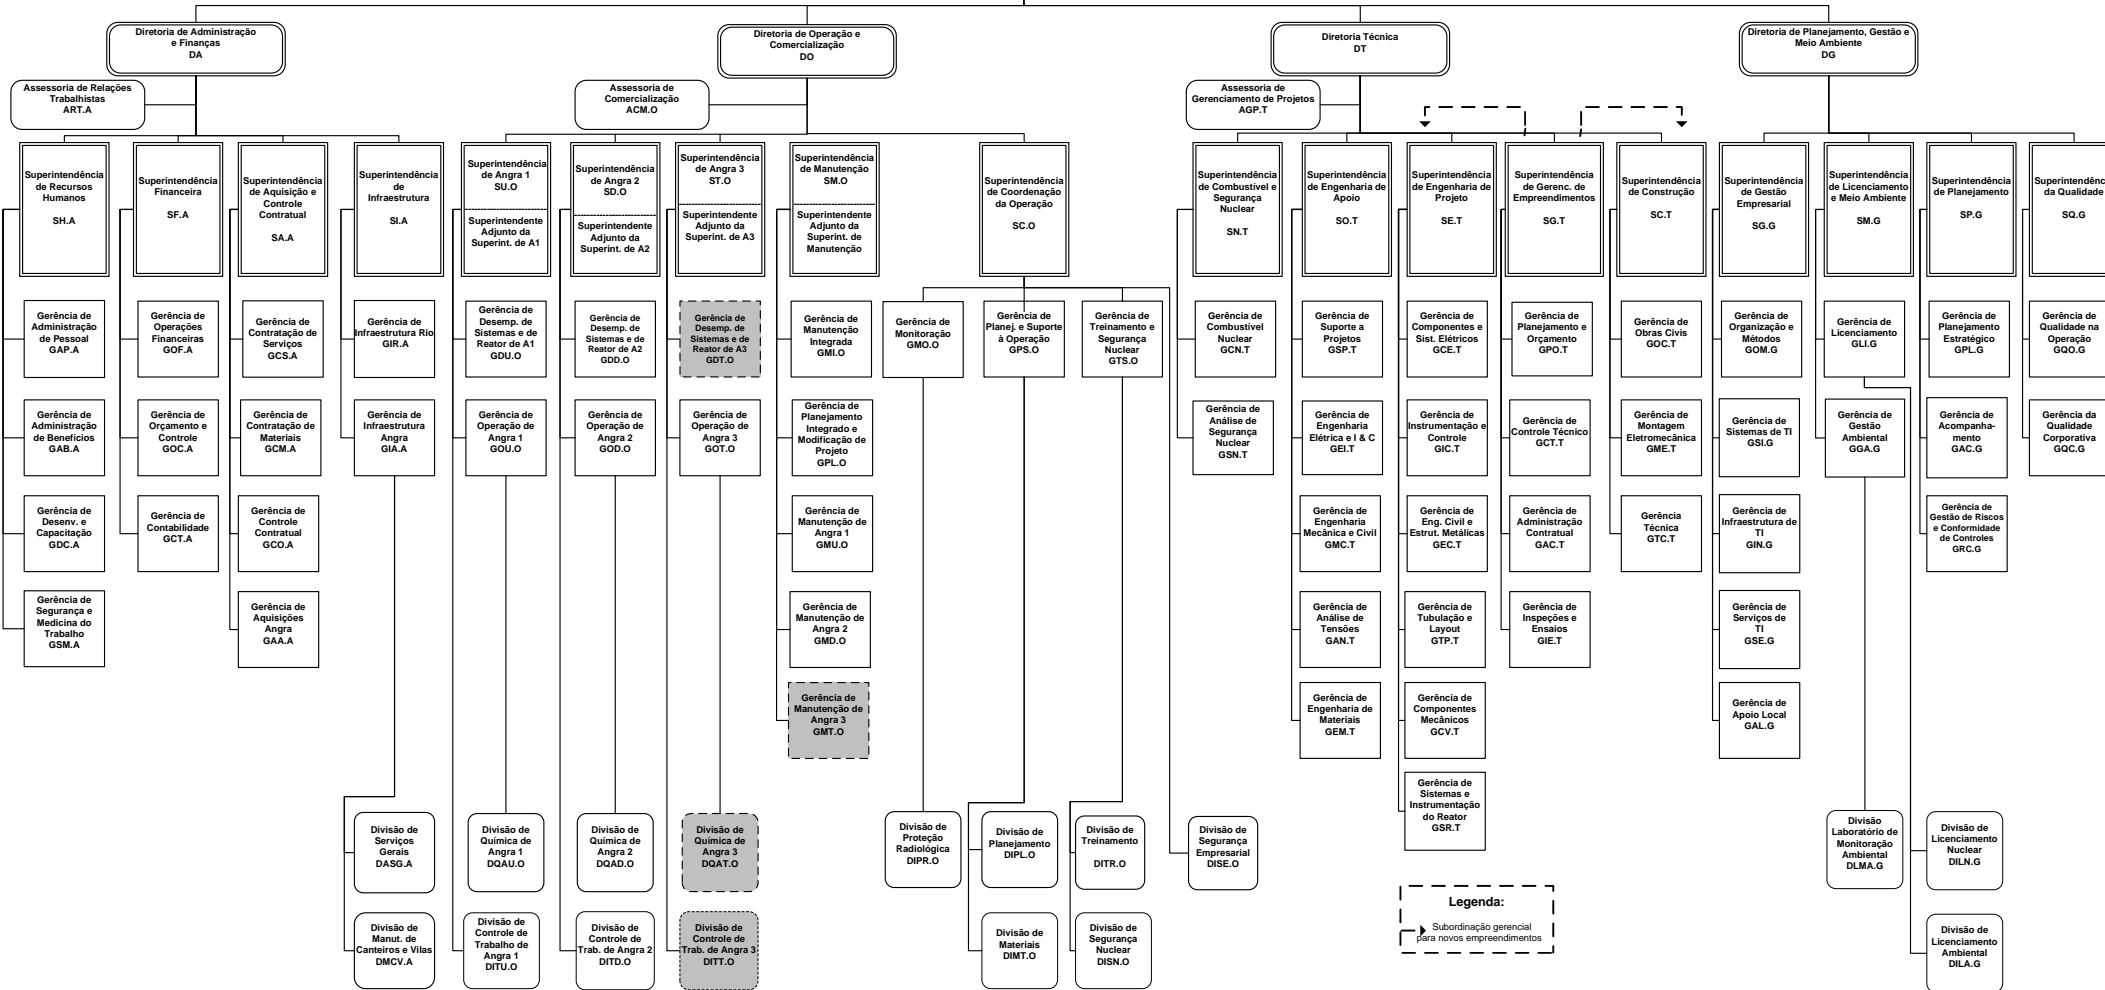 Diretoria de Administração
e Finanças
DA
Diretoria de Operação e
Comercialização
DO
Diretoria Técnica
DT
Diretoria de Planejamento, Gestão e
Meio Ambiente
DG
Assessoria de Relações
Trabalhistas
ART.A
Assessoria de
Comercialização
ACM.O
Assessoria de
Gerenciamento de Projetos
AGP.T
Superintendência
de Recursos
Humanos
SH.A
Superintendência
Financeira
SF.A
Superintendência
de Aquisição e
Controle
Contratual
SA.A
Superintendência
de
Infraestrutura
SI.A
Superintendência
de Angra 1
SU.O
Superintendente
Adjunto da
Superint. de A1
Superintendência
de Angra 2
SD.O
Superintendente
Adjunto da
Superint. de A2
Superintendência
de Angra 3
ST.O
Superintendente
Adjunto da
Superint. de A3
Superintendência
de Manutenção
SM.O
Superintendente
Adjunto da
Superint. de
Manutenção
Superintendência
de Coordenação
da Operação
SC.O
Superintendência
de Combustível e
Segurança
Nuclear
SN.T
Superintendência
de Engenharia de
Apoio
SO.T
Superintendência
de Engenharia de
Projeto
SE.T
Superintendência
de Gerenc. de
Empreendimentos
SG.T
Superintendência
de Construção
SC.T
Superintendência
de Gestão
Empresarial
SG.G
Superintendência
de Licenciamento
e Meio Ambiente
SM.G
Superintendência
de Planejamento
SP.G
Superintendênc
da Qualidade
SQ.G
Gerência de
Administração
de Pessoal
GAP.A
Gerência de
Operações
Financeiras
GOF.A
Gerência de
Contratação de
Serviços
GCS.A
Gerência de
Infraestrutura Rio
GIR.A
Gerência de
Desemp. de
Sistemas e de
Reator de A1
GDU.O
Gerência de
Desemp. de
Sistemas e de
Reator de A2
GDD.O
Gerência de
Desemp. de
Sistemas e de
Reator de A3
GDT.O
Gerência de
Manutenção
Integrada
GMI.O
Gerência de
Monitoração
GMO.O
Gerência de
Planej. e Suporte
à Operação
GPS.O
Gerência de
Treinamento e
Segurança
Nuclear
GTS.O
Gerência de
Combustível
Nuclear
GCN.T
Gerência de
Suporte a
Projetos
GSP.T
Gerência de
Componentes e
Sist. Elétricos
GCE.T
Gerência de
Planejamento e
Orçamento
GPO.T
Gerência de
Obras Civis
GOC.T
Gerência de
Organização e
Métodos
GOM.G
Gerência de
Licenciamento
GLI.G
Gerência de
Planejamento
Estratégico
GPL.G
Gerência de
Qualidade na
Operação
GQO.G
Gerência de
Administração
de Benefícios
GAB.A
Gerência de
Orçamento e
Controle
GOC.A
Gerência de
Contratação de
Materiais
GCM.A
Gerência de
Infraestrutura
Angra
GIA.A
Gerência de
Operação de
Angra 1
GOU.O
Gerência de
Operação de
Angra 2
GOD.O
Gerência de
Operação de
Angra 3
GOT.O
Gerência de
Planejamento
Integrado e
Modificação de
Projeto
GPL.O
Gerência de
Análise de
Segurança
Nuclear
GSN.T
Gerência de
Engenharia
Elétrica e I & C
GEI.T
Gerência de
Instrumentação e
Controle
GIC.T
Gerência de
Controle Técnico
GCT.T
Gerência de
Montagem
Eletromecânica
GME.T
Gerência de
Sistemas de TI
GSI.G
Gerência de
Gestão
Ambiental
GGA.G
Gerência de
Acompanha-
mento
GAC.G
Gerência da
Qualidade
Corporativa
GQC.G
Gerência de
Desenv. e
Capacitação
GDC.A
Gerência de
Contabilidade
GCT.A
Gerência de
Controle
Contratual
GCO.A
Gerência de
Manutenção de
Angra 1
GMU.O
Gerência de
Engenharia
Mecânica e Civil
GMC.T
Gerência de
Eng. Civil e
Estrut. Metálicas
GEC.T
Gerência de
Administração
Contratual
GAC.T
Gerência
Técnica
GTC.T
Gerência de
Infraestrutura de
TI
GIN.G
Gerência de
Gestão de Riscos
e Conformidade
de Controles
GRC.G
Gerência de
Segurança e
Medicina do
Trabalho
GSM.A
Gerência de
Aquisições
Angra
GAA.A
Gerência de
Manutenção de
Angra 2
GMD.O
Gerência de
Análise de
Tensões
GAN.T
Gerência de
Tubulação e
Layout
GTP.T
Gerência de
Inspeções e
Ensaios
GIE.T
Gerência de
Serviços de
TI
GSE.G
Gerência de
Manutenção de
Angra 3
GMT.O
Gerência de
Engenharia de
Materiais
GEM.T
Gerência de
Componentes
Mecânicos
GCV.T
Gerência de
Apoio Local
GAL.G
Gerência de
Sistemas e
Instrumentação
do Reator
GSR.T
Divisão de
Serviços
Gerais
DASG.A
Divisão de
Química de
Angra 1
DQAU.O
Divisão de
Química de
Angra 2
DQAD.O
Divisão de
Química de
Angra 3
DQAT.O
Divisão de
Proteção
Radiológica
DIPR.O
Divisão de
Planejamento
DIPL.O
Divisão de
Treinamento
DITR.O
Divisão de
Segurança
Empresarial
DISE.O
Divisão
Laboratório de
Monitoração
Ambiental
DLMA.G
Divisão de
Licenciamento
Nuclear
DILN.G
Divisão de
Manut. de
Canteiros e Vilas
DMCV.A
Divisão de
Controle de
Trabalho de
Angra 1
DITU.O
Divisão de
Controle de
Trab. de Angra 2
DITD.O
Divisão de
Controle de
Trab. de Angra 3
DITT.O
Divisão de
Materiais
DIMT.O
Divisão de
Segurança
Nuclear
DISN.O
Legenda:
Subordinação gerencial
para novos empreendimentos
Divisão de
Licenciamento
Ambiental
DILA.G